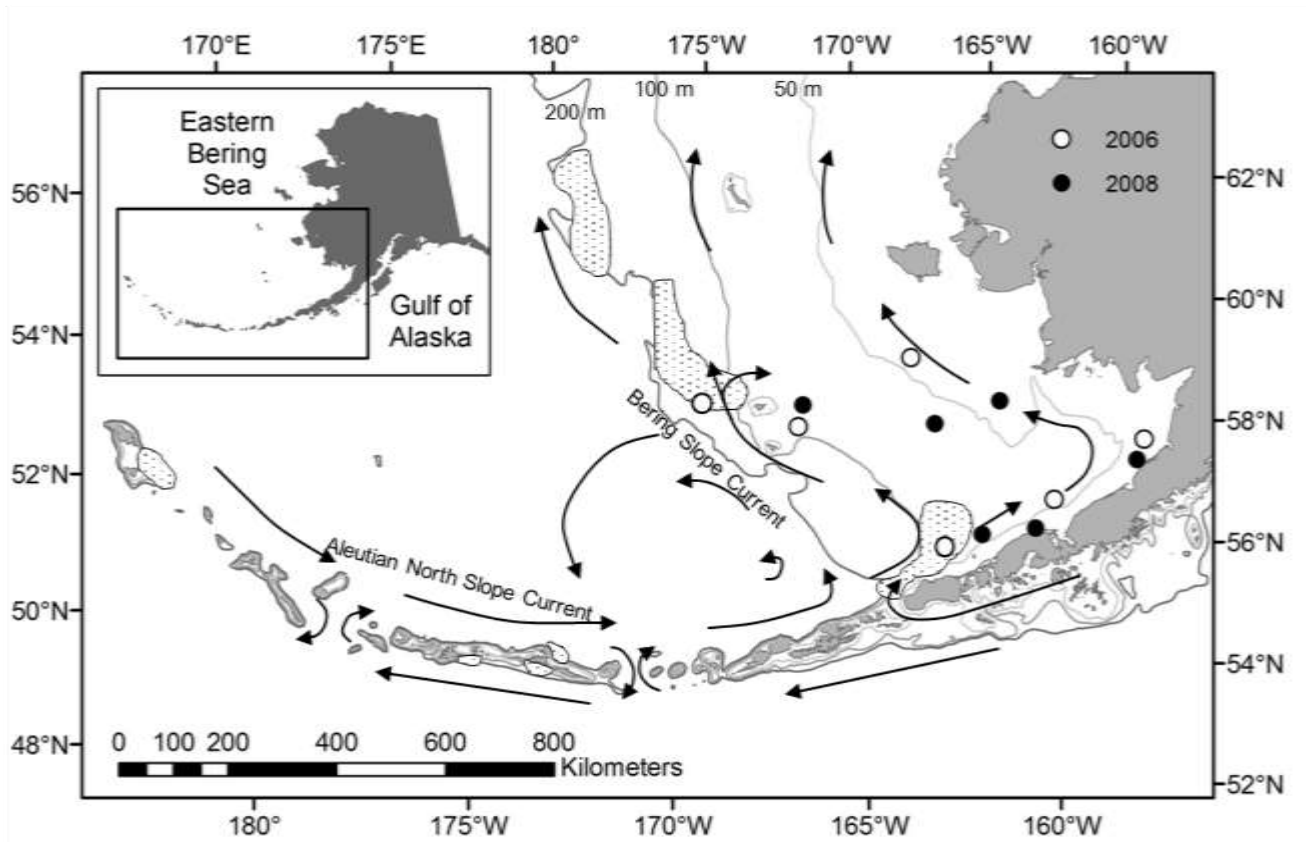 170°E 175°E 180° 175°W 170°W 165°W 160°W
200 m
100 m
50 m
Eastern
Bering
Sea
Gulf of
Alaska
2006
2008
56°N
54°N
52°N
50°N
48°N
62°N
60°N
58°N
56°N
54°N
52°N
Bering Slope Current
Aleutian North Slope Current
0 100 200 400 600 800
Kilometers
180° 175°W 170°W 165°W 160°W